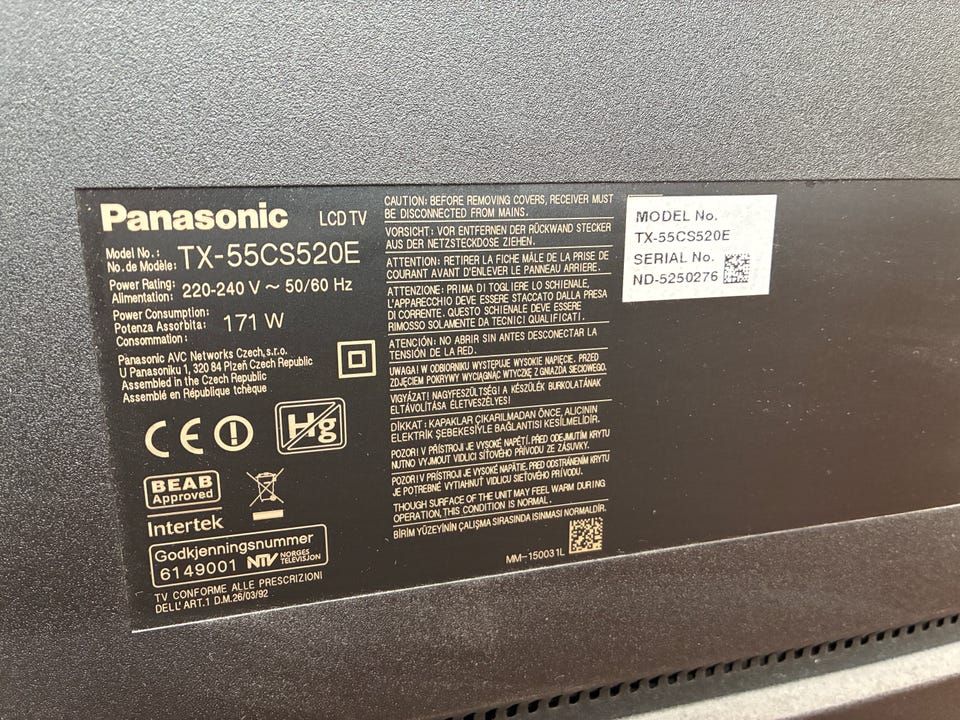 Panasonic LCD TV
Model No.:
No. de Modèle: TX-55CS520E
Power Rating:
Alimentation: 220-240 V ~ 50/60 Hz
Power Consumption:
Potenza Assorbita: 171 W
Consommation:
Panasonic AVC Networks Czech, s.r.o.
U Panasoniku 1, 320 84 Plzeň Czech Republic
Assembled in the Czech Republic
Assemblé en République tchèque
CE
Hg
BEAB
Approved
Intertek
Godkjenningsnummer
6149001 NTV NORGES
TELEVISJON
TV CONFORME ALLE PRESCRIZIONI
DELL' ART.1 D.M.26/03/92
CAUTION: BEFORE REMOVING COVERS, RECEIVER MUST
BE DISCONNECTED FROM MAINS.
VORSICHT: VOR ENTFERNEN DER RÜCKWAND STECKER
AUS DER NETZSTECKDOSE ZIEHEN.
ATTENTION: RETIRER LA FICHE MÂLE DE LA PRISE DE
COURANT AVANT D'ENLEVER LE PANNEAU ARRIERE.
ATTENZIONE: PRIMA DI TOGLIERE LO SCHIENALE,
L'APPARECCHIO DEVE ESSERE STACCATO DALLA PRESA
DI CORRENTE. QUESTO SCHIENALE DEVE ESSERE
RIMOSSO SOLAMENTE DA TECNICI QUALIFICATI.
ATENCIÓN: NO ABRIR SIN ANTES DESCONECTAR LA
TENSIÓN DE LA RED.
UWAGA! W ODBIORNIKU WYSTĘPUJE WYSOKIE NAPIĘCIE. PRZED
ZDJĘCIEM POKRYWY WYCIĄGNĄĆ WTYCZKĘ Z GNIAZDA SIECIOWEGO.
VIGYÁZAT! NAGYFESZÜLTSÉG! A KÉSZÜLÉK BURKOLATÁNAK
ELTÁVOLÍTÁSA ÉLETVESZÉLYES!
DİKKAT: KAPAKLAR ÇIKARILMADAN ÖNCE, ALICININ
ELEKTRİK ŞEBEKESİYLE BAĞLANTISI KESİLMELİDİR.
POZOR! V PŘÍSTROJI JE VYSOKÉ NAPĚTÍ. PŘED ODEJMUTÍM KRYTU
NUTNO VYJMOUT VIDLICI SÍŤOVÉHO PŘÍVODU ZE ZÁSUVKY.
POZOR! V PRÍSTROJI JE VYSOKÉ NAPÄTIE. PRED ODSTRÁNENÍM KRYTU
JE POTREBNÉ VYTIAHNUŤ VIDLICU SIEŤOVÉHO PRÍVODU.
THOUGH SURFACE OF THE UNIT MAY FEEL WARM DURING
OPERATION, THIS CONDITION IS NORMAL.
BİRİM YÜZEYİNİN ÇALIŞMA SIRASINDA ISINMASI NORMALDIR.
MM-150031L
MODEL No.
TX-55CS520E
SERIAL No.
ND-5250276